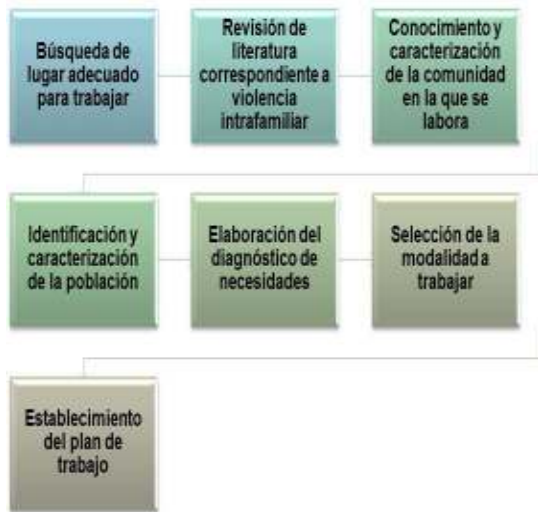 Búsqueda de
lugar adecuado
para trabajar
Revisión de
literatura
correspondiente a
violencia
intrafamiliar
Conocimiento y
caracterización
de la comunidad
en la que se
labora
Identificación y
caracterización
de la población
Elaboración del
diagnóstico de
necesidades
Selección de la
modalidad a
trabajar
Establecimiento
del plan de
trabajo